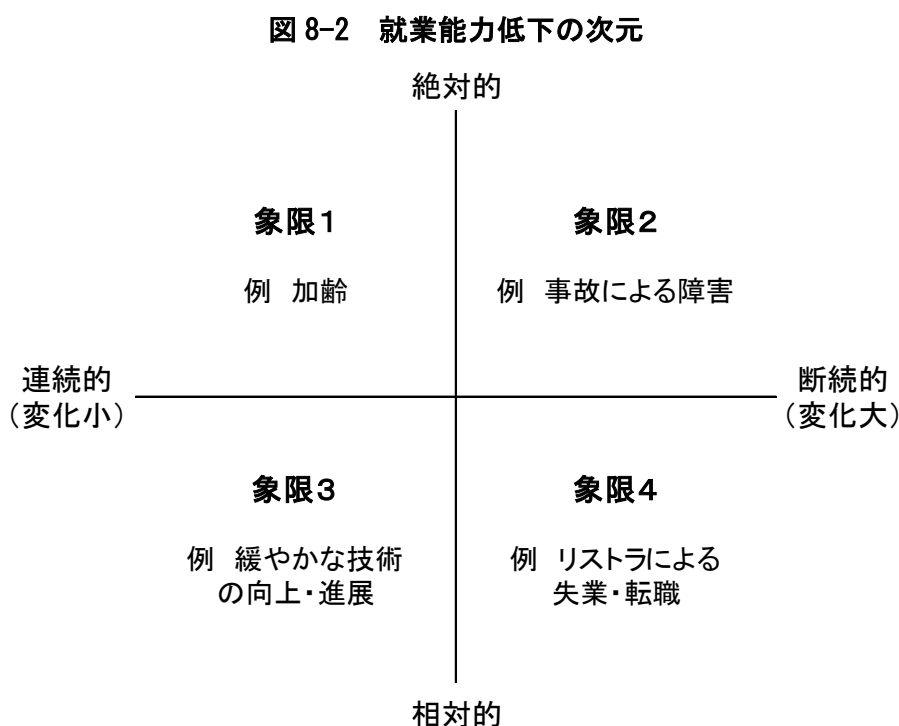 図 8-2　就業能力低下の次元
絶対的
象限1
象限2
例　加齢
例　事故による障害
連続的
（変化小）
断続的
（変化大）
象限3
象限4
例　緩やかな技術
の向上・進展
例　リストラによる
失業・転職
相対的